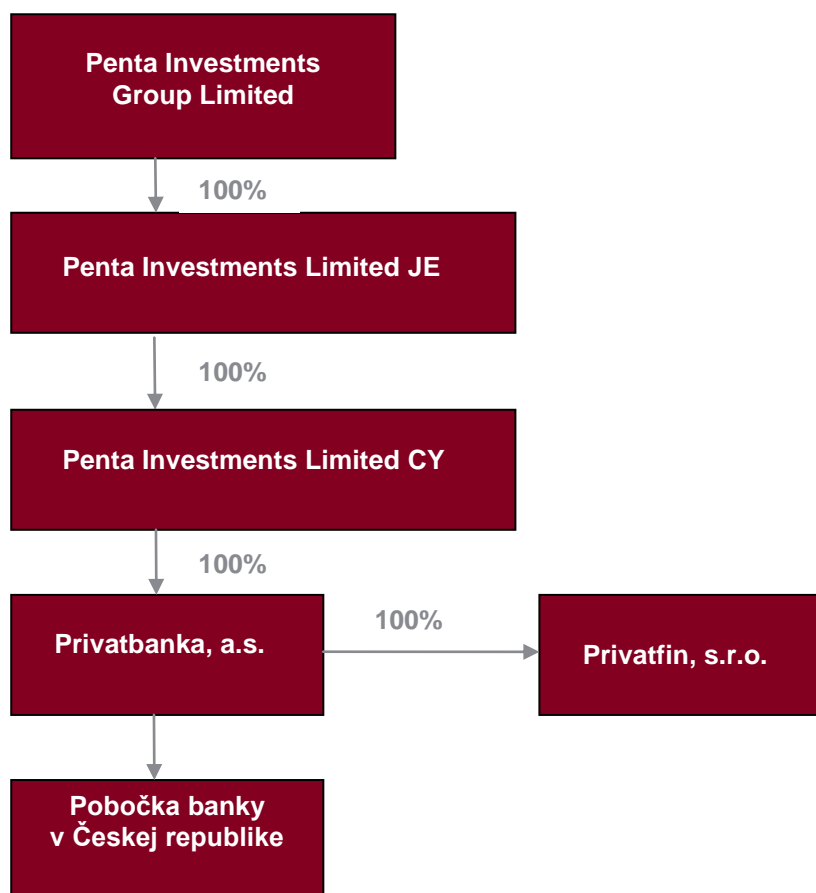 Penta Investments
Group Limited
100%
Penta Investments Limited JE
100%
Penta Investments Limited CY
100%
Privatbanka, a.s.
100%
Privatfin, s.r.o.
Pobočka banky
v Českej republike